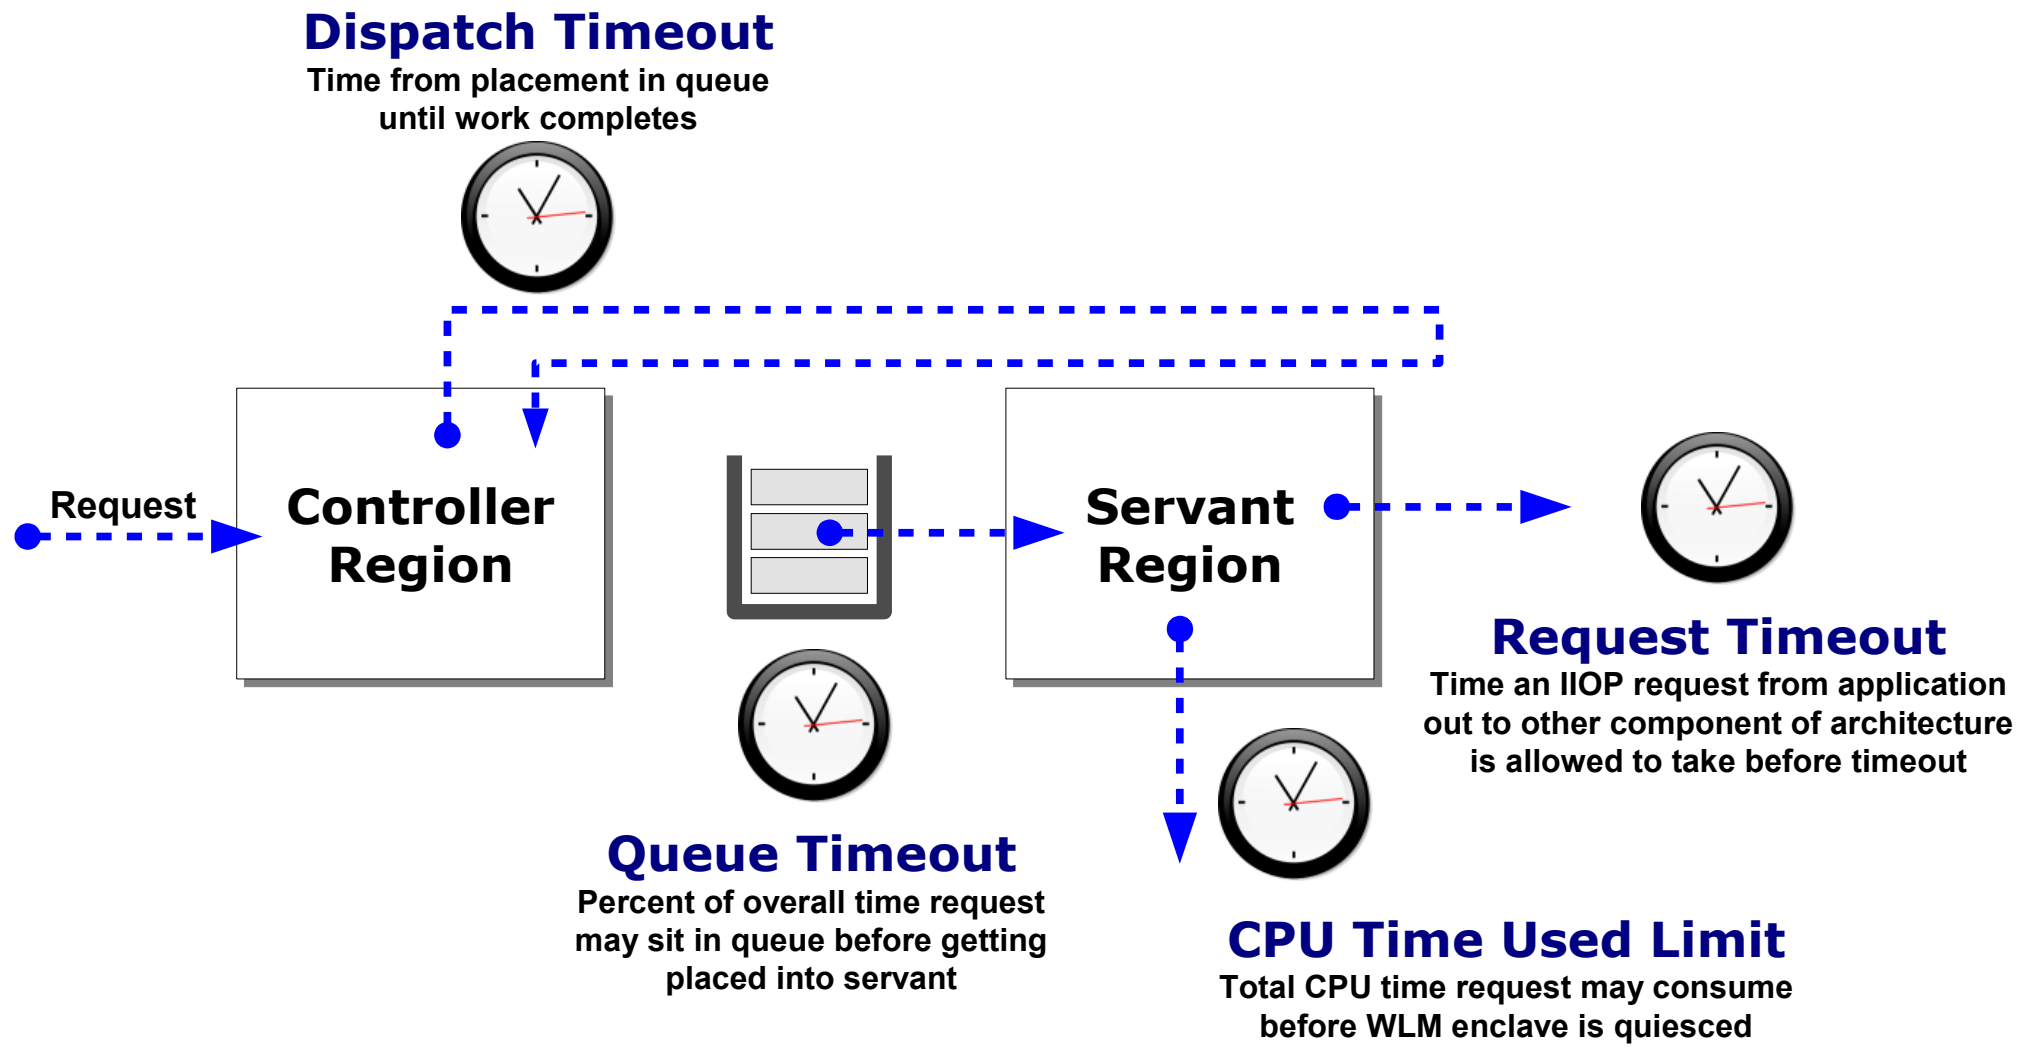 Dispatch Timeout
Time from placement in queue
until work completes
Request
Controller
Region
Servant
Region
Request Timeout
Time an IIOP request from application
out to other component of architecture
is allowed to take before timeout
Queue Timeout
Percent of overall time request
may sit in queue before getting
placed into servant
CPU Time Used Limit
Total CPU time request may consume
before WLM enclave is quiesced